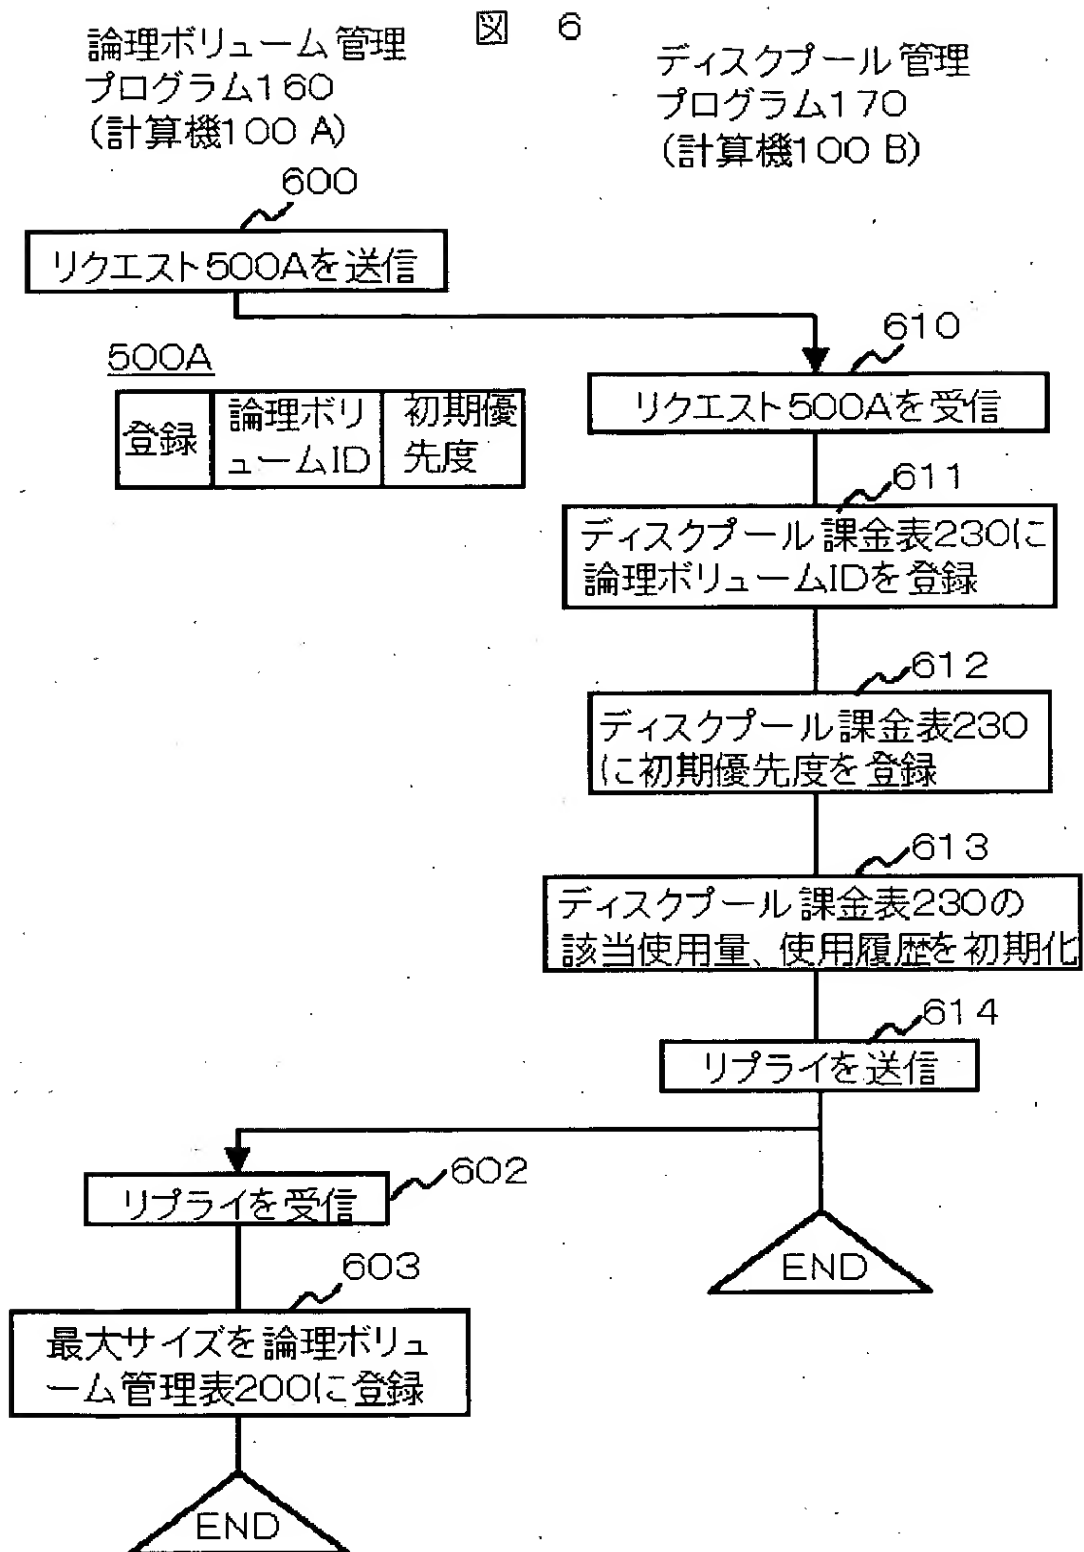 図 6
論理ボリューム管理
プログラム160
(計算機100 A)
ディスクプール管理
プログラム170
(計算機100 B)
600
リクエスト500Aを送信
610
リクエスト500Aを受信
500A
登録
論理ボリ
ュームID
初期優
先度
611
ディスクプール課金表230に
論理ボリュームIDを登録
612
ディスクプール課金表230
に初期優先度を登録
613
ディスクプール課金表230の
該当使用量、使用履歴を初期化
614
リプライを送信
602
リプライを受信
END
603
最大サイズを論理ボリュ
ーム管理表200に登録
END